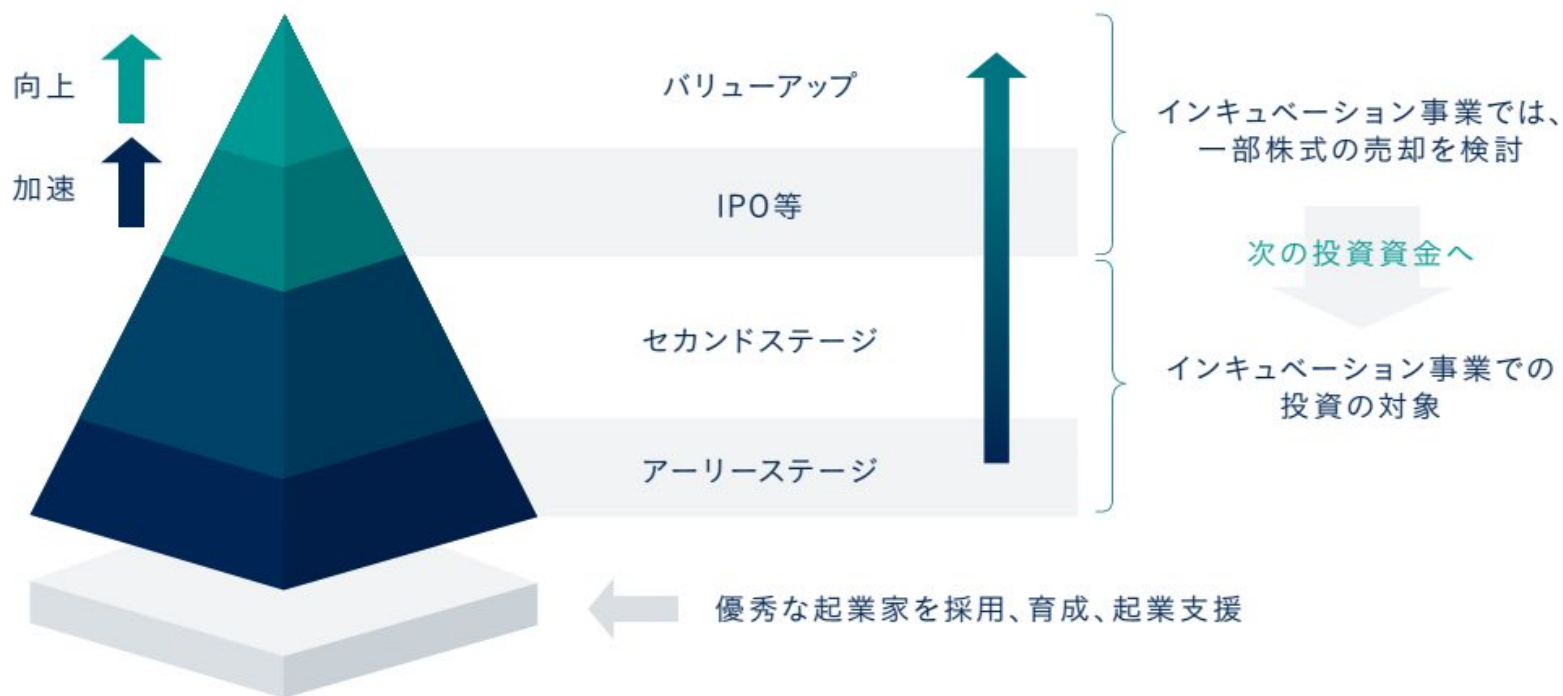 向上
加速
バリューアップ
IPO等
セカンドステージ
アーリーステージ
インキュベーション事業では、
一部株式の売却を検討
次の投資資金へ
インキュベーション事業での
投資の対象
優秀な起業家を採用、育成、起業支援